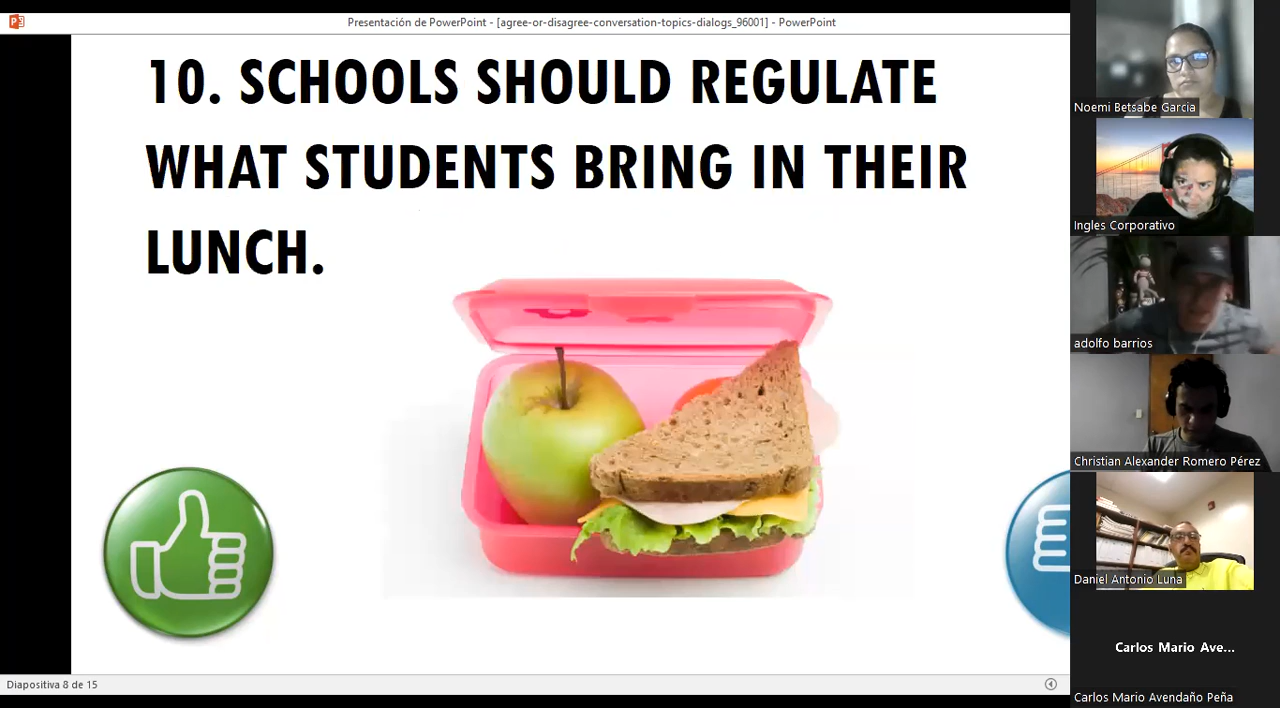 Presentación de PowerPoint - [agree-or-disagree-conversation-topics-dialogs_96001] - PowerPoint
10. SCHOOLS SHOULD REGULATE
WHAT STUDENTS BRING IN THEIR
LUNCH.
Diapositiva 8 de 15
Noemi Betsabe Garcia
Ingles Corporativo
adolfo barrios
Christian Alexander Romero Pérez
Daniel Antonio Luna
Carlos Mario Ave...
Carlos Mario Avendaño Peña